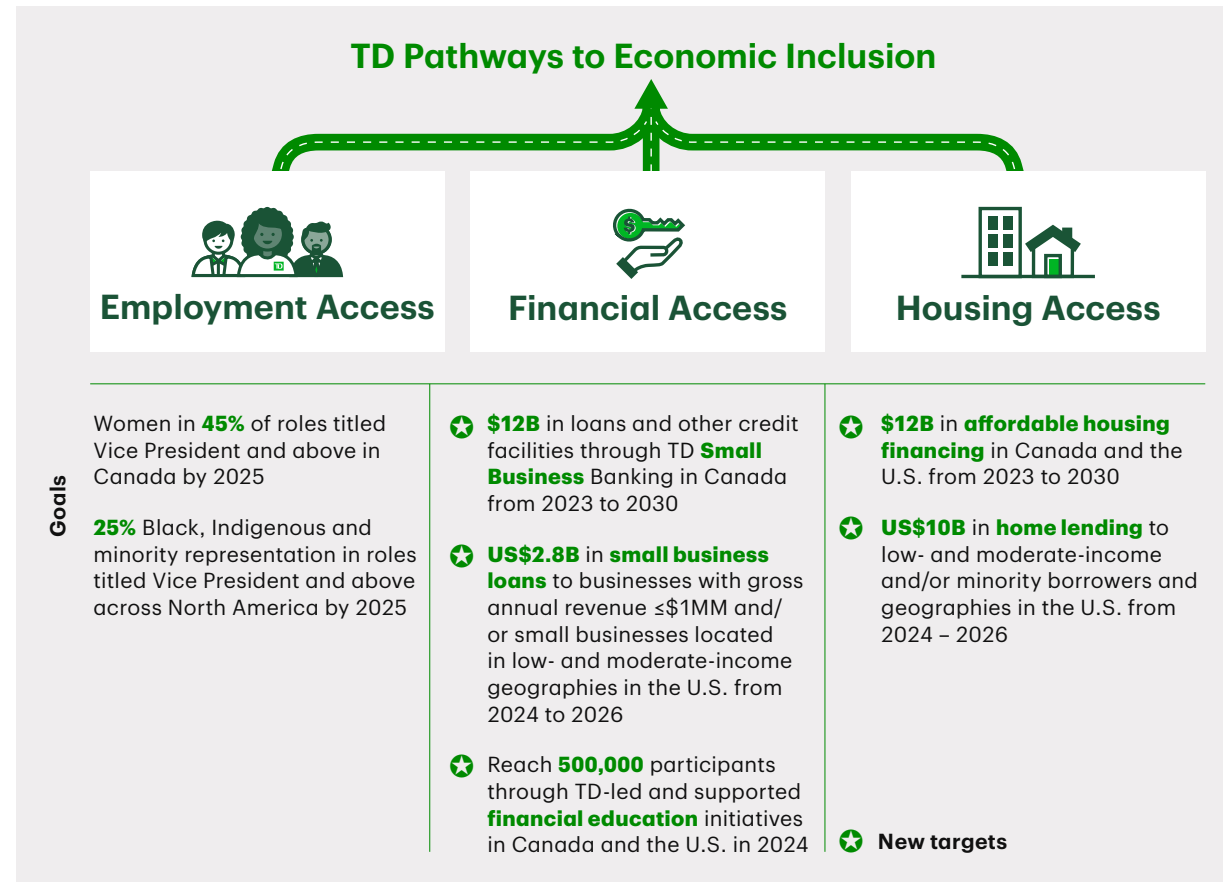 TD Pathways to Economic Inclusion
TD
$
Employment Access
Financial Access
Housing Access
Goals
Women in 45% of roles titled
Vice President and above in
Canada by 2025
25% Black, Indigenous and
minority representation in roles
titled Vice President and above
across North America by 2025
$12B in loans and other credit
facilities through TD Small
Business Banking in Canada
from 2023 to 2030
US$2.8B in small business
loans to businesses with gross
annual revenue ≤$1MM and/
or small businesses located
in low- and moderate-income
geographies in the U.S. from
2024 to 2026
Reach 500,000 participants
through TD-led and supported
financial education initiatives
in Canada and the U.S. in 2024
$12B in affordable housing
financing in Canada and the
U.S. from 2023 to 2030
US$10B in home lending to
low- and moderate-income
and/or minority borrowers and
geographies in the U.S. from
2024 – 2026
New targets